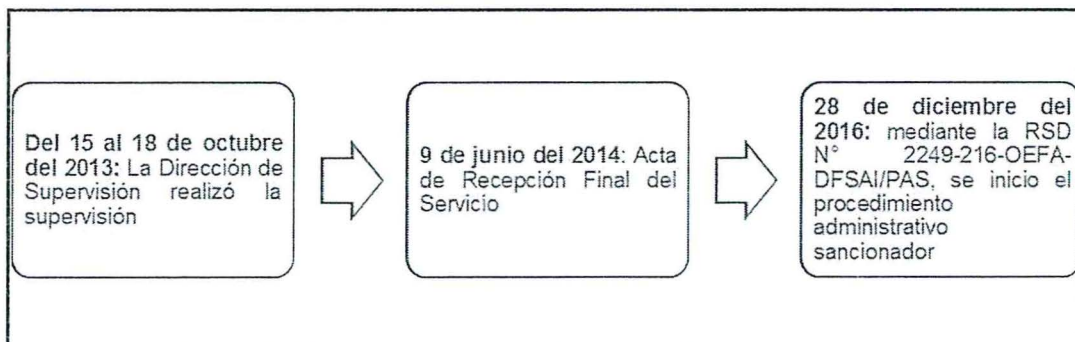 Del 15 al 18 de octubre
del 2013: La Dirección de
Supervisión realizó la
supervisión
9 de junio del 2014: Acta
de Recepción Final del
Servicio
28 de diciembre del
2016: mediante la RSD
N° 2249-216-OEFA-
DFSAI/PAS, se inicio el
procedimiento
administrativo
sancionador